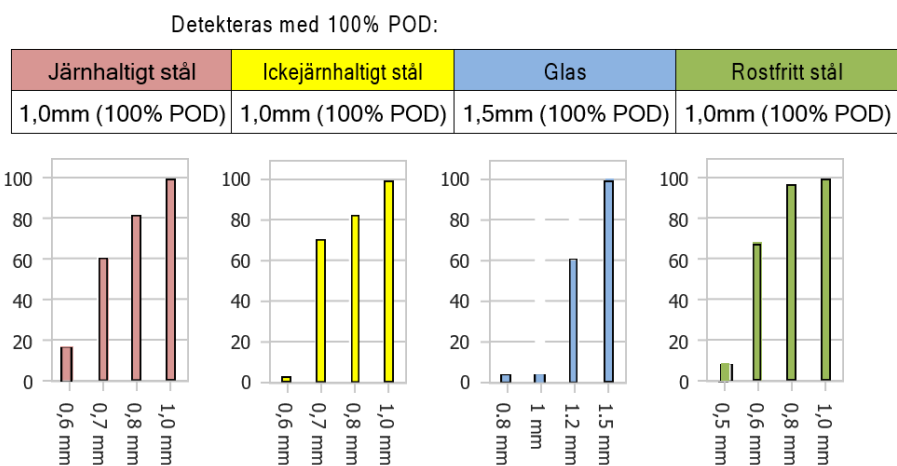 Detekteras med 100% POD:
Järnhaltigt stål Ickejärnhaltigt stål Glas Rostfritt stål
1,0mm (100% POD) 1,0mm (100% POD) 1,5mm (100% POD) 1,0mm (100% POD)
100 100 100 100
80 80 80 80
60 60 60 60
40 40 40 40
20 20 20 20
0 0 0 0
0,6 mm 0,7 mm 0,8 mm 1,0 mm 0,6 mm 0,7 mm 0,8 mm 1,0 mm 0.8 mm 1 mm 1.2 mm 1.5 mm 0,5 mm 0,6 mm 0,8 mm 1,0 mm